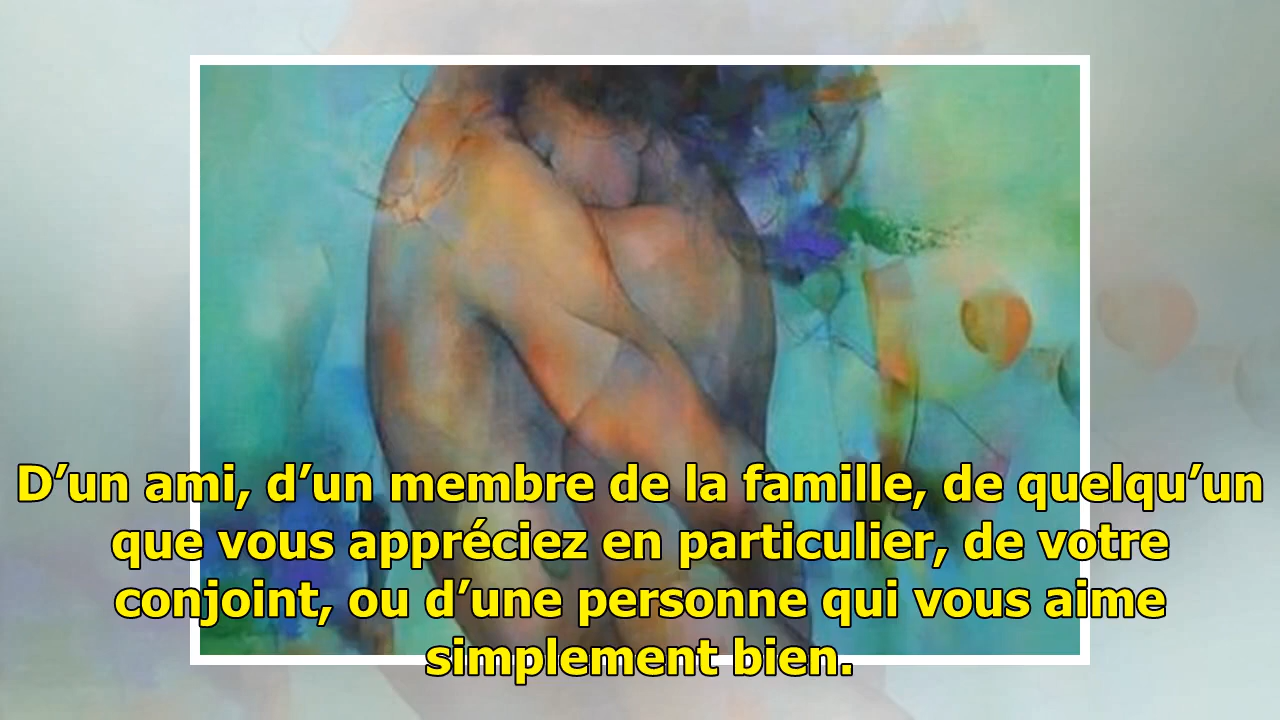 D’un ami, d’un membre de la famille, de quelqu’un
que vous appréciez en particulier, de votre
conjoint, ou d’une personne qui vous aime
simplement bien.